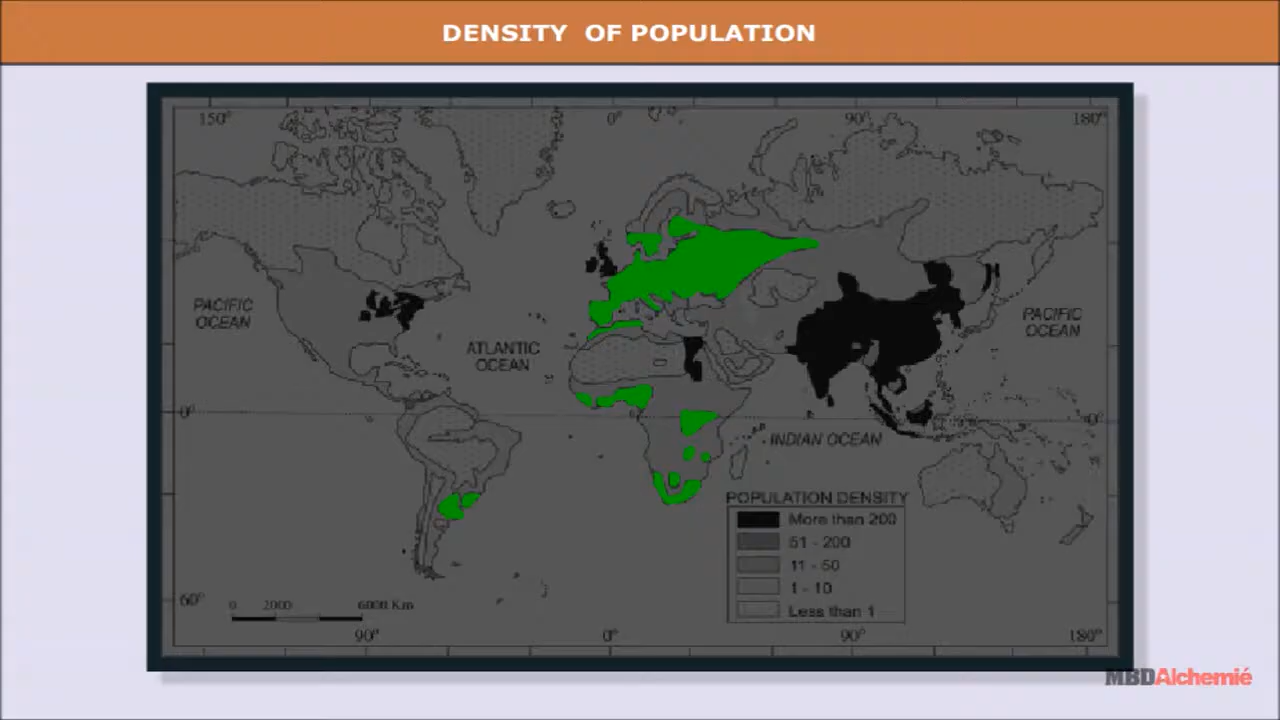 DENSITY OF POPULATION
150° 0° 90° 180°
PACIFIC
OCEAN
ATLANTIC
OCEAN
PACIFIC
OCEAN
0° 0°
INDIAN OCEAN
POPULATION DENSITY
More than 200
51 - 200
11 - 50
1 - 10
Less than 1
60°
0 2000 6000 Km
90° 0° 90° 180°
MBDAlchemié